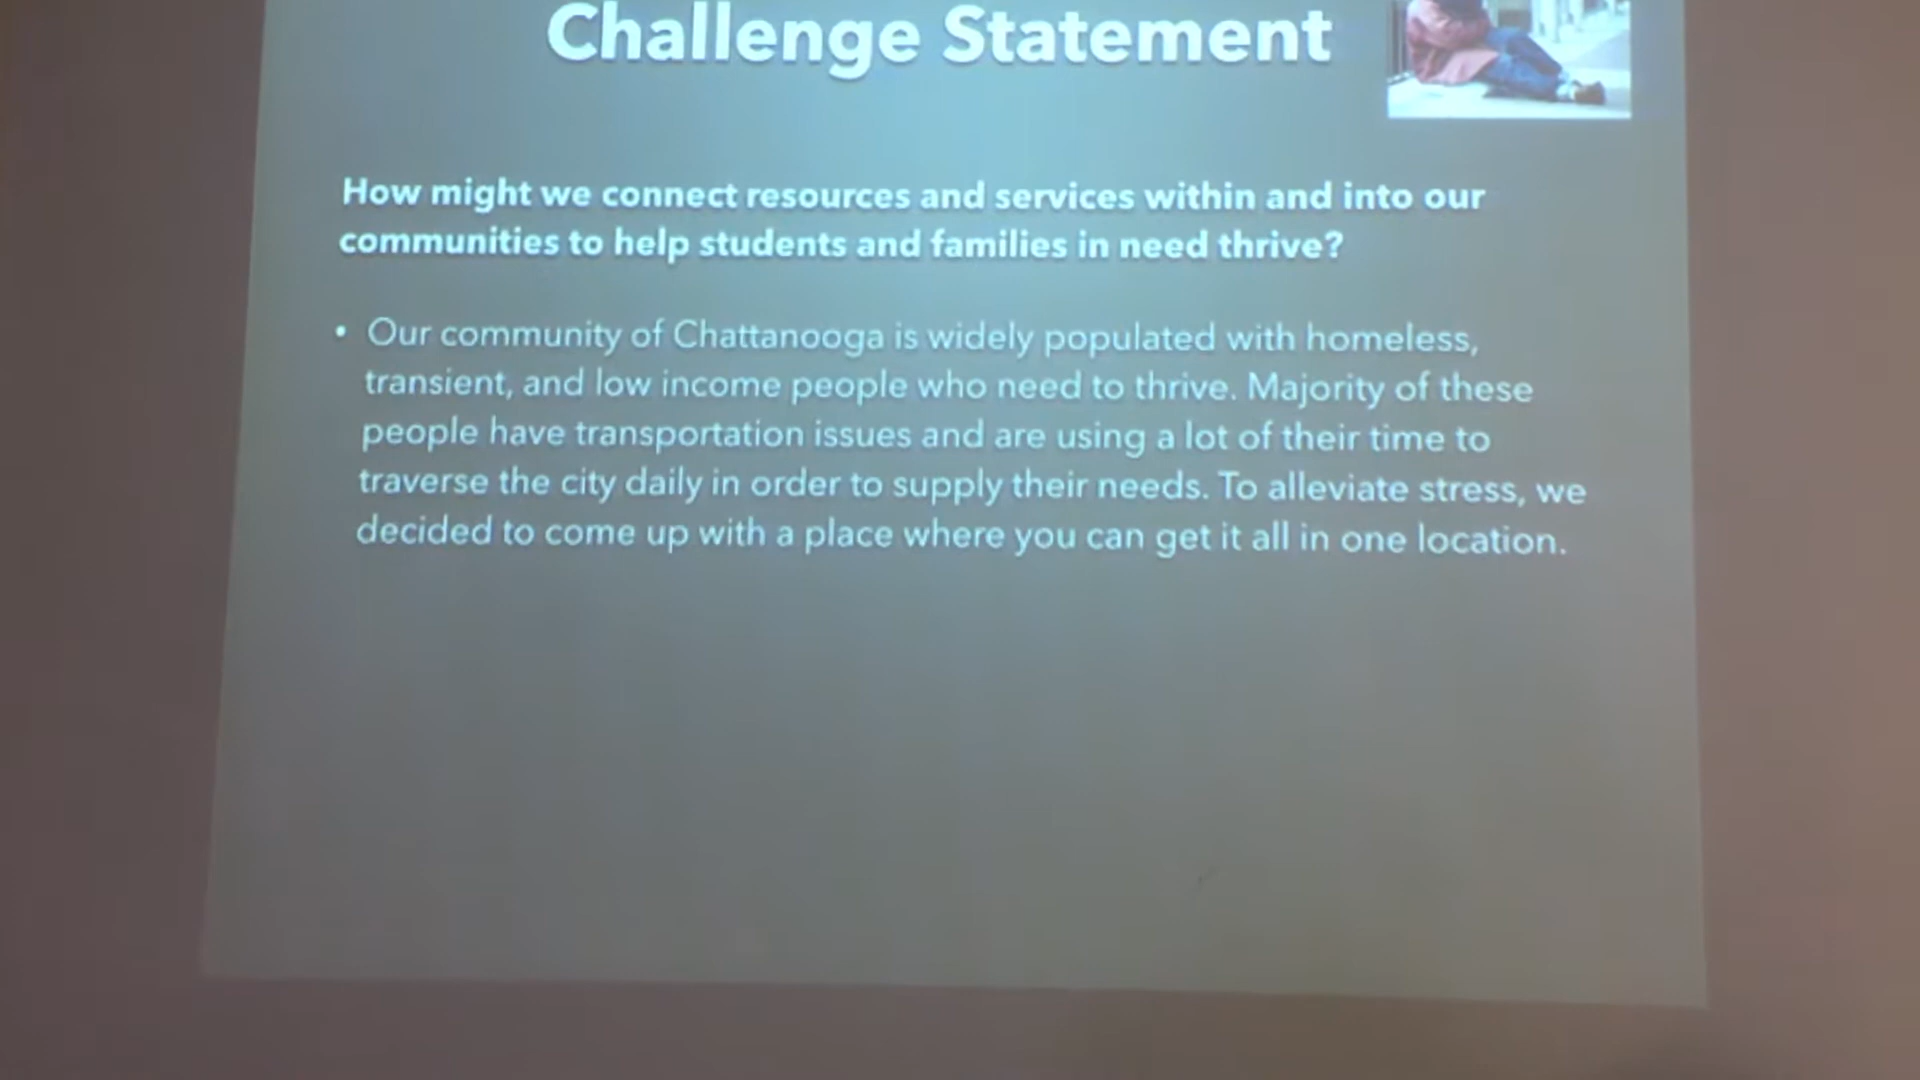 Challenge Statement
How might we connect resources and services within and into our
communities to help students and families in need thrive?
• Our community of Chattanooga is widely populated with homeless,
transient, and low income people who need to thrive. Majority of these
people have transportation issues and are using a lot of their time to
traverse the city daily in order to supply their needs. To alleviate stress, we
decided to come up with a place where you can get it all in one location.